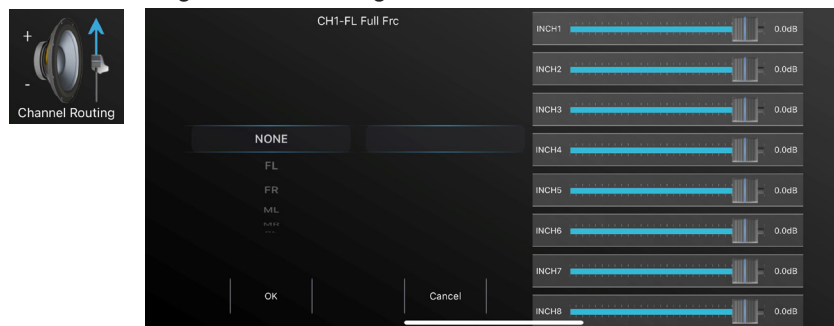 +
-
Channel Routing
CH1-FL Full Frc
NONE
FL
FR
ML
OK
Cancel
INCH1 0.0dB
INCH2 0.0dB
INCH3 0.0dB
INCH4 0.0dB
INCH5 0.0dB
INCH6 0.0dB
INCH7 0.0dB
INCH8 0.0dB